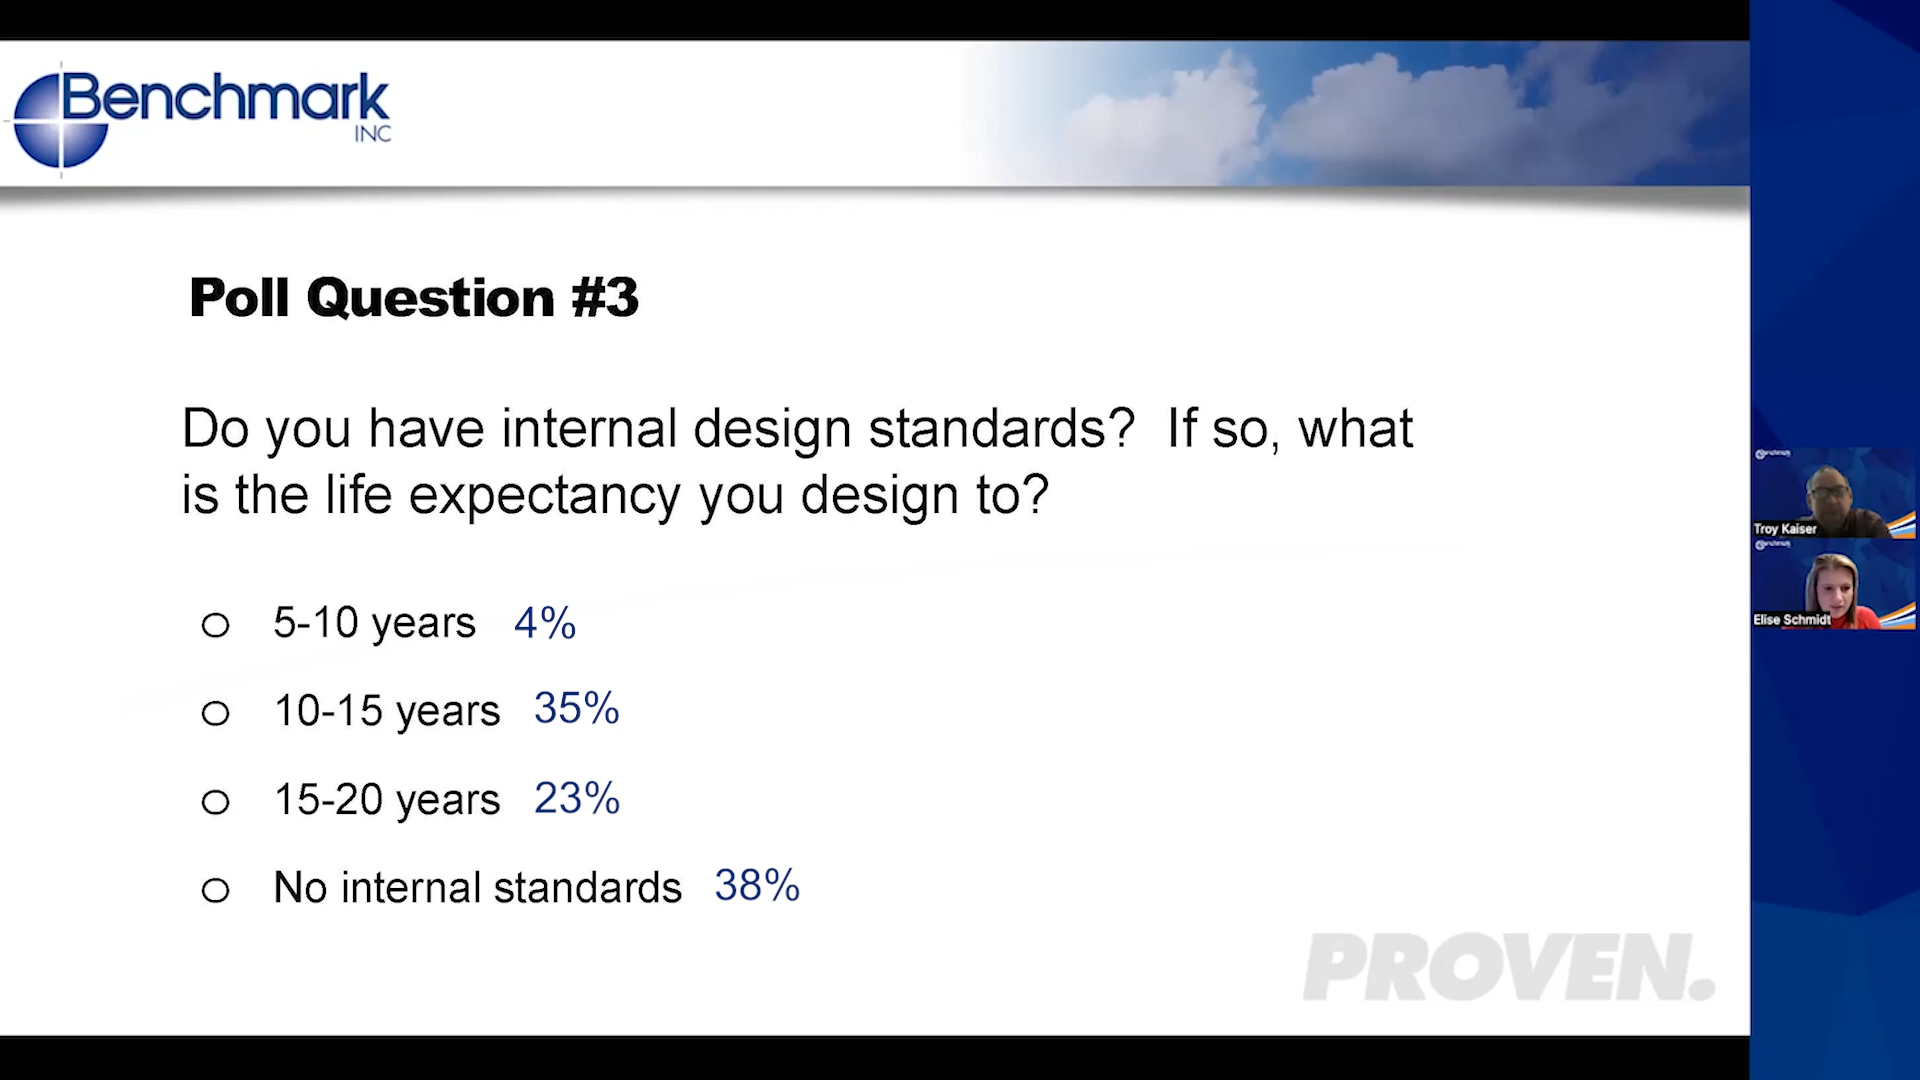 Benchmark
INC
Poll Question #3
Do you have internal design standards?  If so, what
is the life expectancy you design to?
5-10 years 4%
10-15 years 35%
15-20 years 23%
No internal standards 38%
PROVEN.
Benchmark
Troy Kaiser
Benchmark
Elise Schmidt